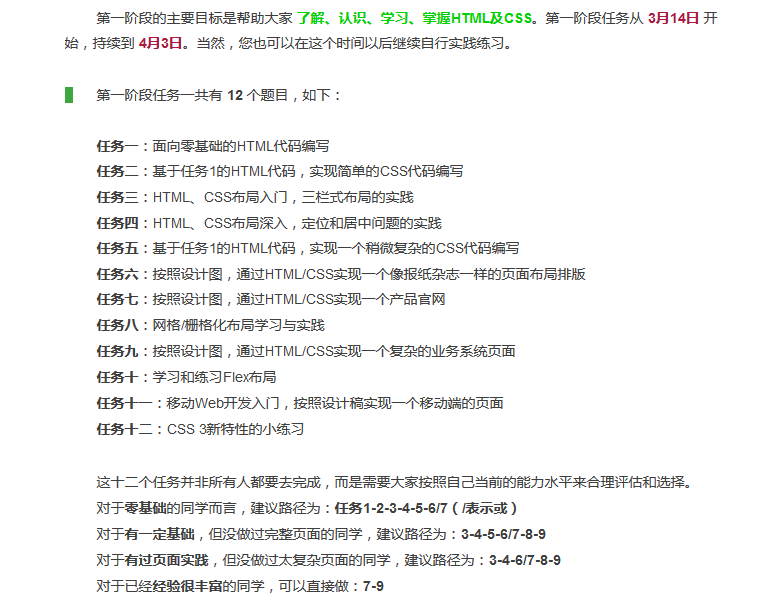 第一阶段的主要目标是帮助大家 了解、认识、学习、掌握HTML及CSS。第一阶段任务从 3月14日 开
始，持续到 4月3日。当然，您也可以在这个时间以后继续自行实践练习。
第一阶段任务一共有 12 个题目，如下：
任务一：面向零基础的HTML代码编写
任务二：基于任务1的HTML代码，实现简单的CSS代码编写
任务三：HTML、CSS布局入门，三栏式布局的实践
任务四：HTML、CSS布局深入，定位和居中问题的实践
任务五：基于任务1的HTML代码，实现一个稍微复杂的CSS代码编写
任务六：按照设计图，通过HTML/CSS实现一个像报纸杂志一样的页面布局排版
任务七：按照设计图，通过HTML/CSS实现一个产品官网
任务八：网格/栅格化布局学习与实践
任务九：按照设计图，通过HTML/CSS实现一个复杂的业务系统页面
任务十：学习和练习Flex布局
任务十一：移动Web开发入门，按照设计稿实现一个移动端的页面
任务十二：CSS 3新特性的小练习
这十二个任务并非所有人都要去完成，而是需要大家按照自己当前的能力水平来合理评估和选择。
对于零基础的同学而言，建议路径为：任务1-2-3-4-5-6/7（/表示或）
对于有一定基础，但没做过完整页面的同学，建议路径为：3-4-5-6/7-8-9
对于有过页面实践，但没做过太复杂页面的同学，建议路径为：3-4-6/7-8-9
对于已经经验很丰富的同学，可以直接做：7-9